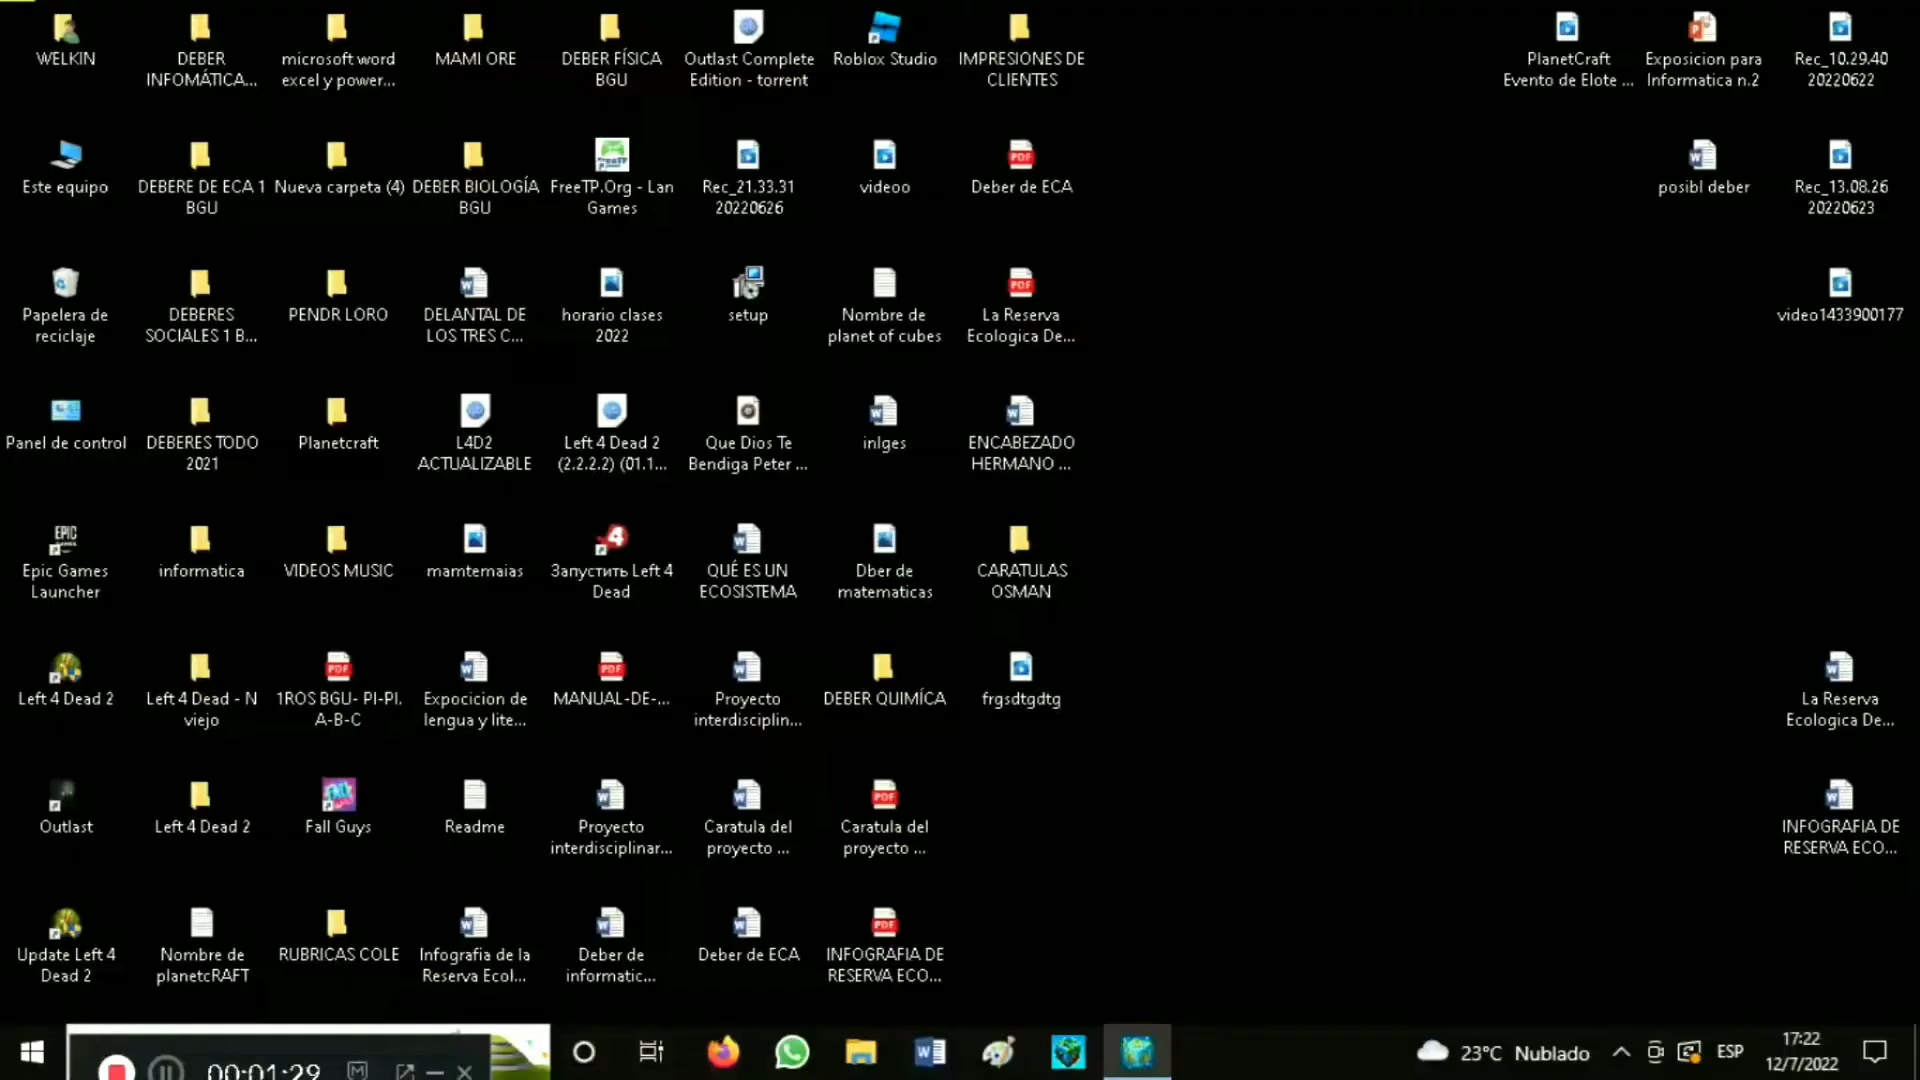 WELKIN
DEBER
INFOMÁTICA...
microsoft word
excel y power...
MAMI ORE
DEBER FÍSICA
BGU
Outlast Complete
Edition - torrent
Roblox Studio
IMPRESIONES DE
CLIENTES
PlanetCraft
Evento de Elote ...
Exposicion para
Informatica n.2
Rec_10.29.40
20220622
Este equipo
DEBERE DE ECA 1
BGU
Nueva carpeta (4)
DEBER BIOLOGÍA
BGU
FreeTP.Org - Lan
Games
Rec_21.33.31
20220626
videoo
PDF
Deber de ECA
posibl deber
Rec_13.08.26
20220623
Papelera de
reciclaje
DEBERES
SOCIALES 1 B...
PENDR LORO
DELANTAL DE
LOS TRES C...
horario clases
2022
setup
Nombre de
planet of cubes
PDF
La Reserva
Ecologica De...
video1433900177
Panel de control
DEBERES TODO
2021
Planetcraft
L4D2
ACTUALIZABLE
Left 4 Dead 2
(2.2.2.2) (01.1...
Que Dios Te
Bendiga Peter ...
inlges
ENCABEZADO
HERMANO ...
EPIC
Epic Games
Launcher
informatica
VIDEOS MUSIC
mamtemaias
Запустить Left 4
Dead
QUÉ ES UN
ECOSISTEMA
Dber de
matematicas
CARATULAS
OSMAN
Left 4 Dead 2
Left 4 Dead - N
viejo
PDF
1ROS BGU- PI-PI.
A-B-C
Expocicion de
lengua y lite...
PDF
MANUAL-DE-...
Proyecto
interdisciplin...
DEBER QUIMÍCA
frgsdtgdtg
La Reserva
Ecologica De...
Outlast
Left 4 Dead 2
Fall Guys
Readme
Proyecto
interdisciplinar...
Caratula del
proyecto ...
PDF
Caratula del
proyecto ...
INFOGRAFIA DE
RESERVA ECO...
Update Left 4
Dead 2
Nombre de
planetcRAFT
RUBRICAS COLE
Infografia de la
Reserva Ecol...
Deber de
informatic...
Deber de ECA
PDF
INFOGRAFIA DE
RESERVA ECO...
00:01:29
23°C Nublado
ESP
17:22
12/7/2022